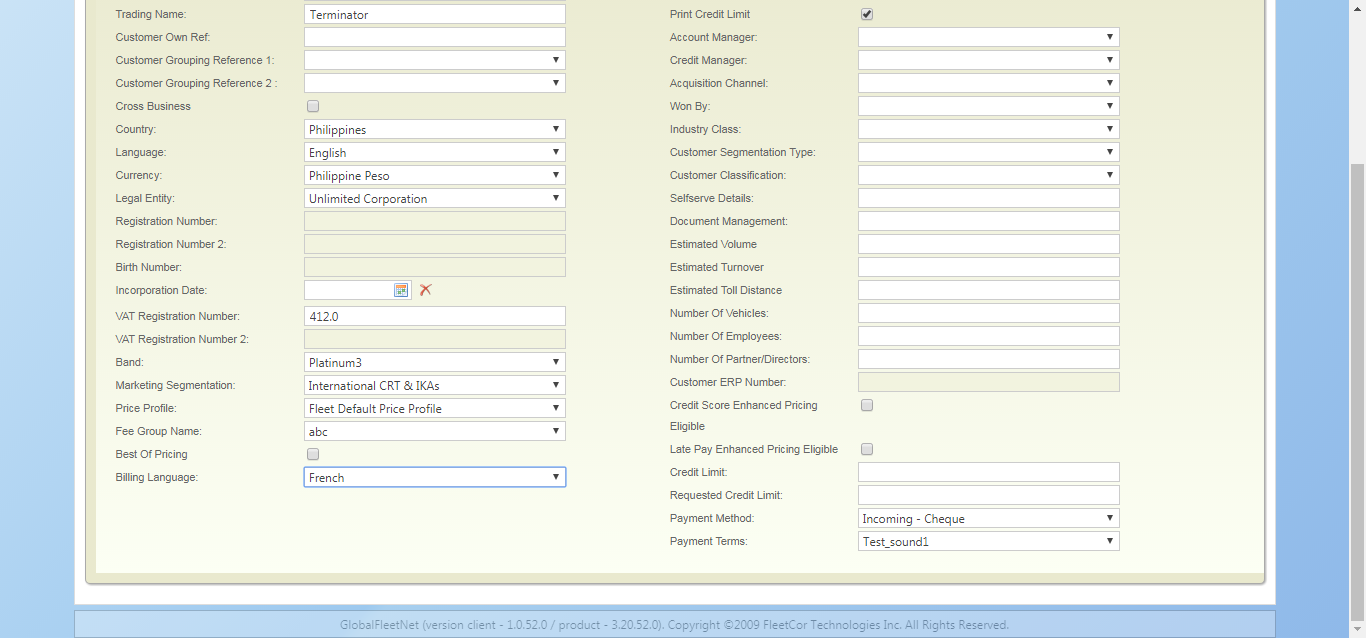 Trading Name: Terminator
Customer Own Ref:
Customer Grouping Reference 1:
Customer Grouping Reference 2 :
Cross Business
Country: Philippines
Language: English
Currency: Philippine Peso
Legal Entity: Unlimited Corporation
Registration Number:
Registration Number 2:
Birth Number:
Incorporation Date:
VAT Registration Number: 412.0
VAT Registration Number 2:
Band: Platinum3
Marketing Segmentation: International CRT & IKAs
Price Profile: Fleet Default Price Profile
Fee Group Name: abc
Best Of Pricing
Billing Language: French
Print Credit Limit
Account Manager:
Credit Manager:
Acquisition Channel:
Won By:
Industry Class:
Customer Segmentation Type:
Customer Classification:
Selfserve Details:
Document Management:
Estimated Volume
Estimated Turnover
Estimated Toll Distance
Number Of Vehicles:
Number Of Employees:
Number Of Partner/Directors:
Customer ERP Number:
Credit Score Enhanced Pricing
Eligible
Late Pay Enhanced Pricing Eligible
Credit Limit:
Requested Credit Limit:
Payment Method: Incoming - Cheque
Payment Terms: Test_sound1
GlobalFleetNet (version client - 1.0.52.0 / product - 3.20.52.0). Copyright ©2009 FleetCor Technologies Inc. All Rights Reserved.